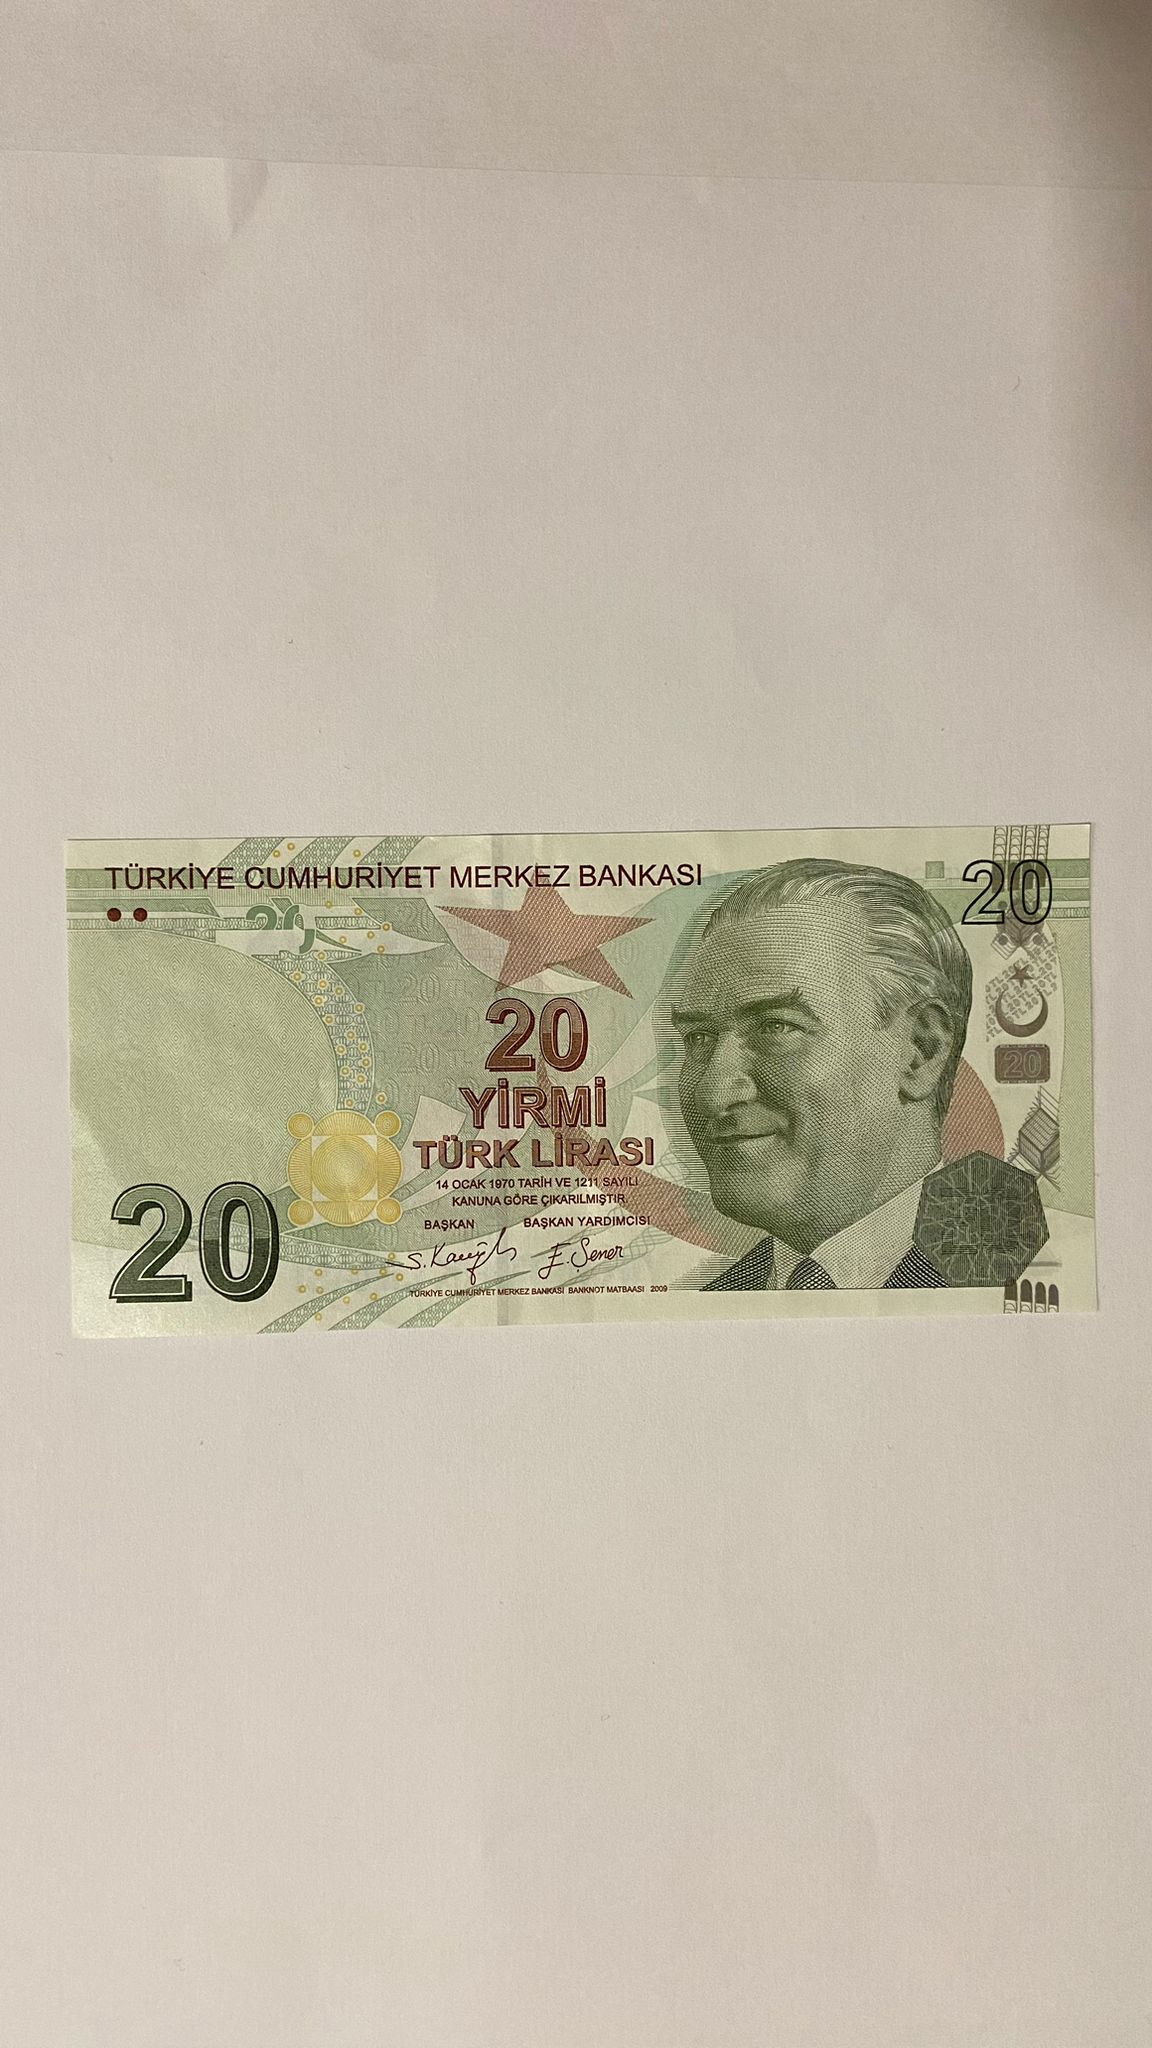 TÜRKİYE CUMHURİYET MERKEZ BANKASI
20
20
20
YİRMİ
TÜRK LİRASI
14 OCAK 1970 TARİH VE 1211 SAYILI
KANUNA GÖRE ÇIKARILMIŞTIR.
BAŞKAN BAŞKAN YARDIMCISI
E. Şener
TÜRKİYE CUMHURİYET MERKEZ BANKASI BANKNOT MATBAASI 2009
20